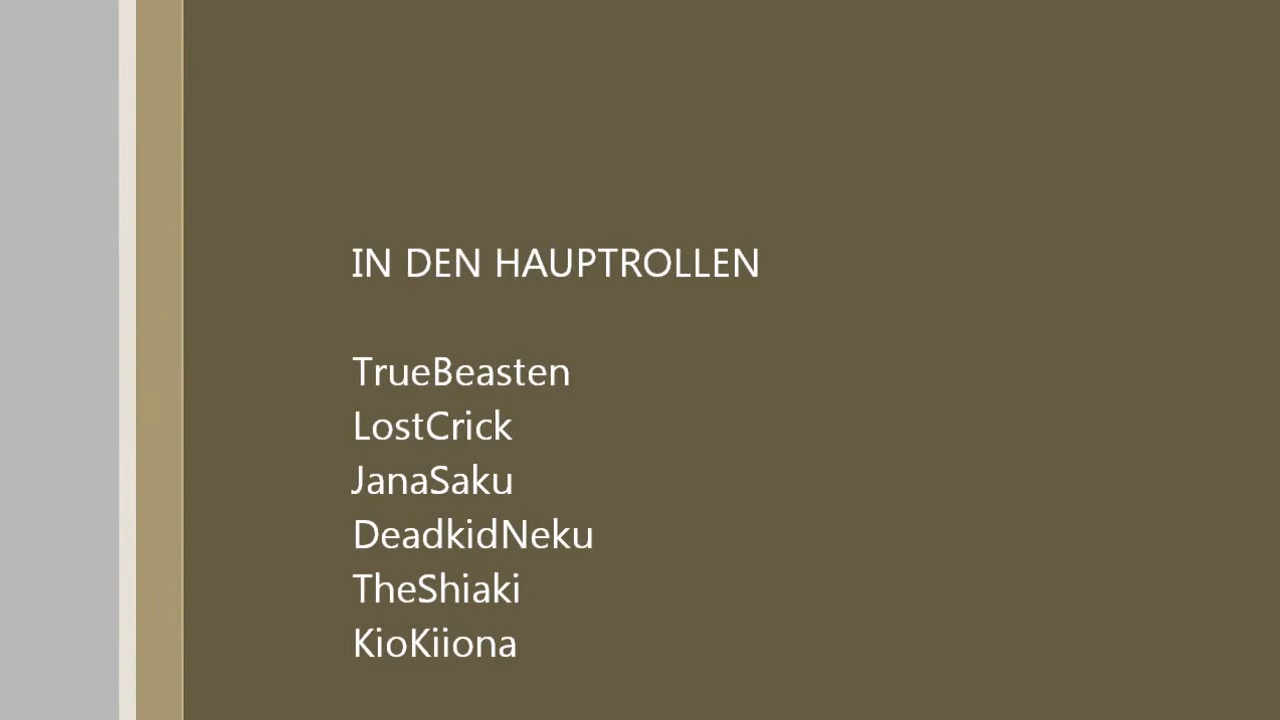 IN DEN HAUPTROLLEN
TrueBeasten
LostCrick
JanaSaku
DeadkidNeku
TheShiaki
KioKiiona